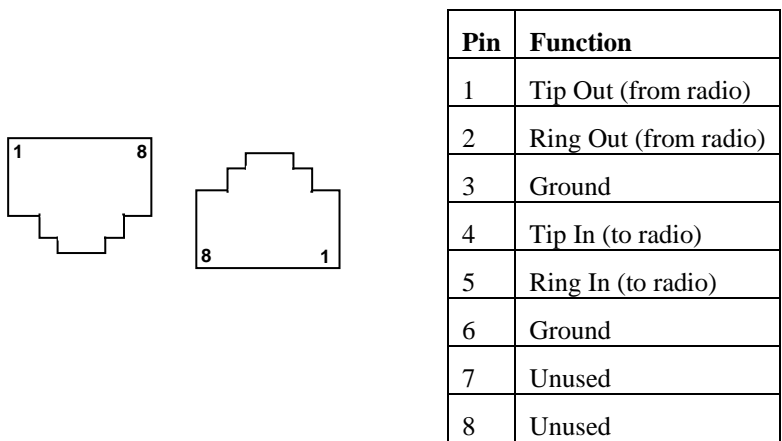 1 8
8 1
Pin Function
1 Tip Out (from radio)
2 Ring Out (from radio)
3 Ground
4 Tip In (to radio)
5 Ring In (to radio)
6 Ground
7 Unused
8 Unused